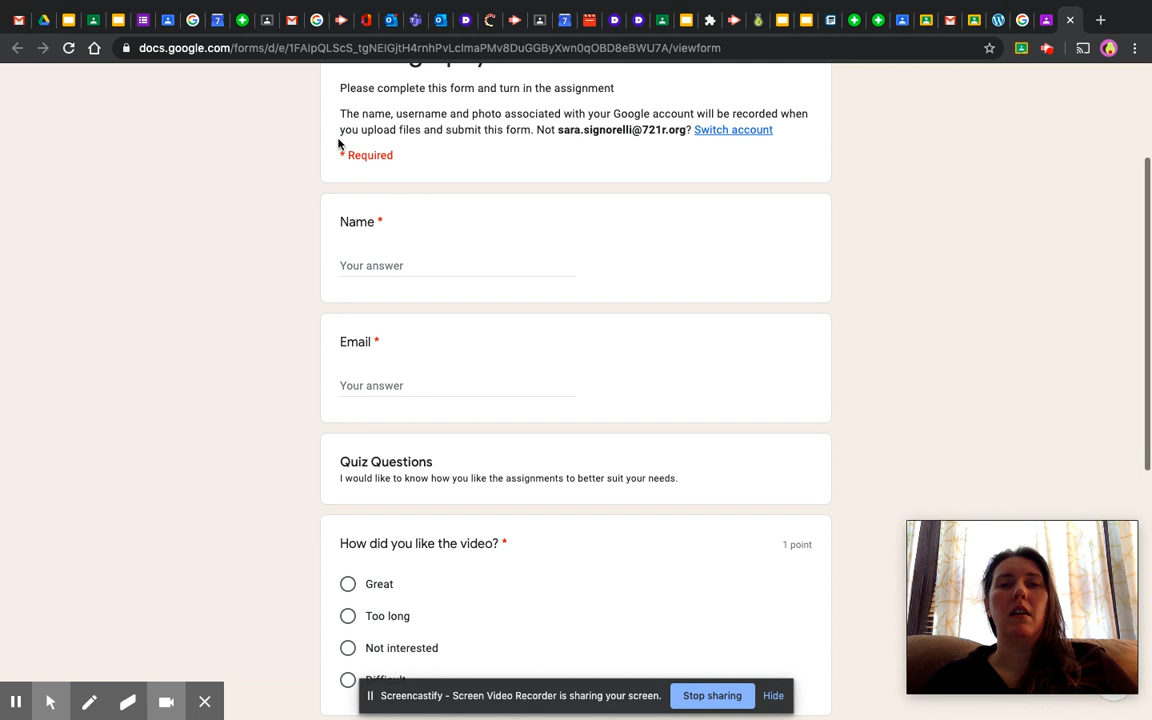 docs.google.com/forms/d/e/1FAIpQLScS_tgNEIGjtH4rnhPvLcImaPMv8DuGGByXwn0qOBD8eBWU7A/viewform
Please complete this form and turn in the assignment
The name, username and photo associated with your Google account will be recorded when
you upload files and submit this form. Not sara.signorelli@721r.org? Switch account
* Required
Name *
Your answer
Email *
Your answer
Quiz Questions
I would like to know how you like the assignments to better suit your needs.
How did you like the video? *
1 point
Great
Too long
Not interested
Screencastify - Screen Video Recorder is sharing your screen.
Stop sharing
Hide